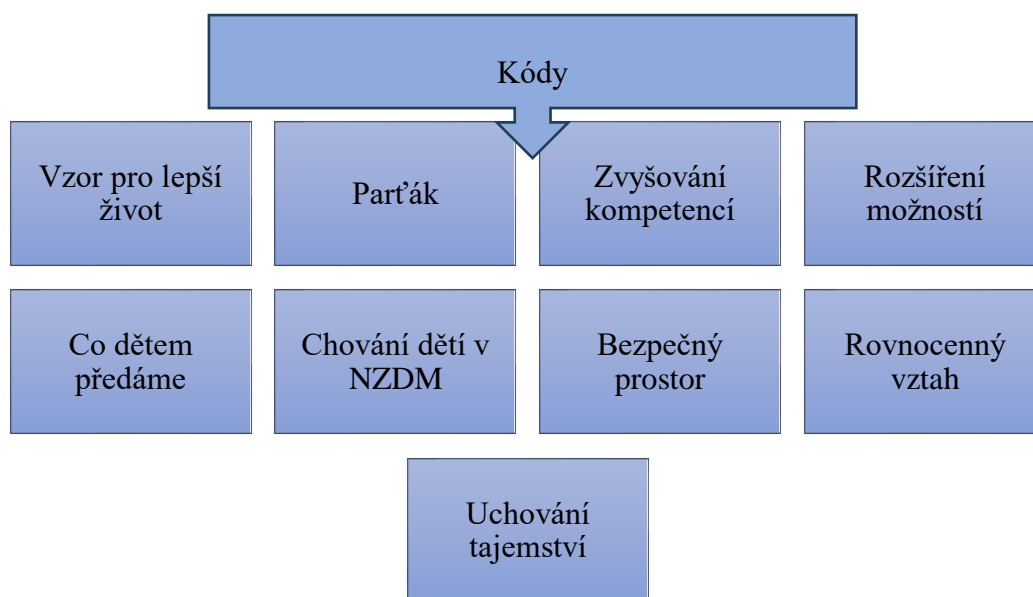 Kódy
Vzor pro lepší
život
Parťák
Zvyšování
kompetencí
Rozšíření
možností
Co dětem
předáme
Chování dětí v
NZDM
Bezpečný
prostor
Rovnocenný
vztah
Uchování
tajemství